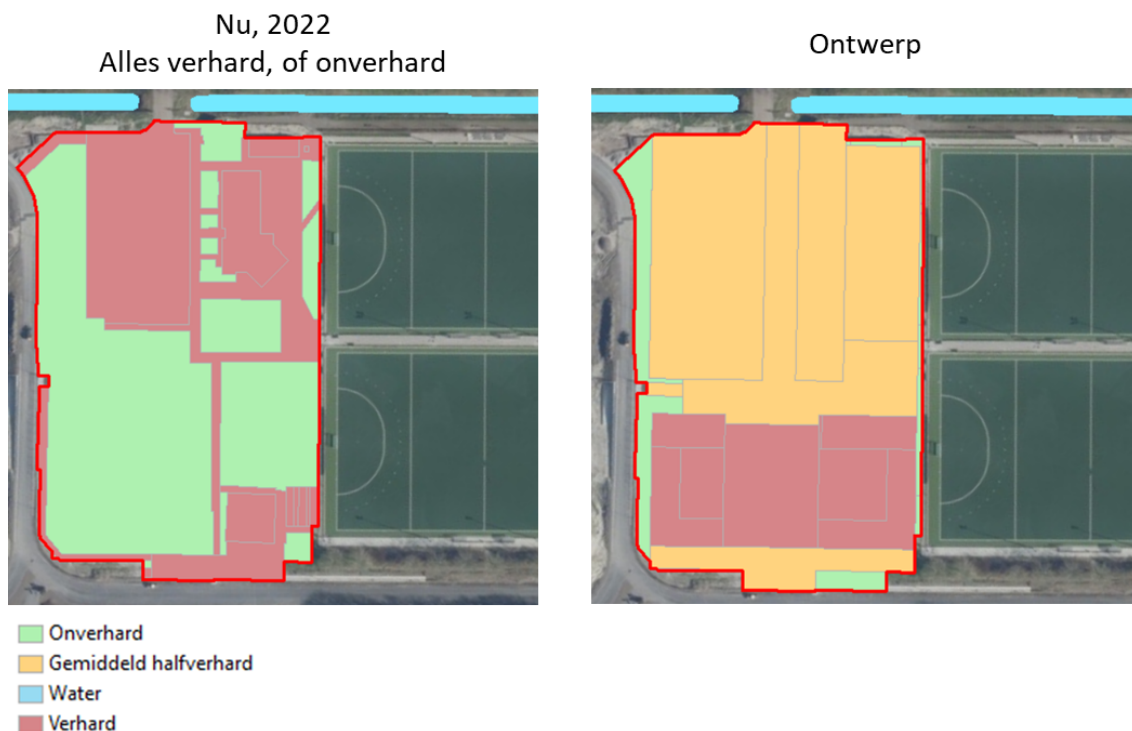 Nu, 2022
Alles verhard, of onverhard
Ontwerp
Onverhard
Gemiddeld halfverhard
Water
Verhard